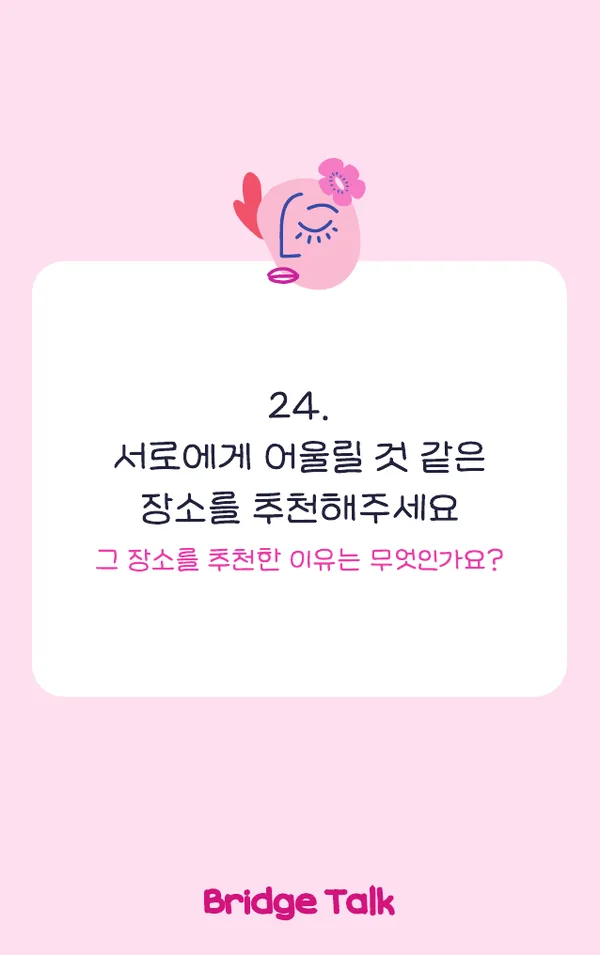 24.
서로에게 어울릴 것 같은
장소를 추천해주세요
그 장소를 추천한 이유는 무엇인가요?
Bridge Talk